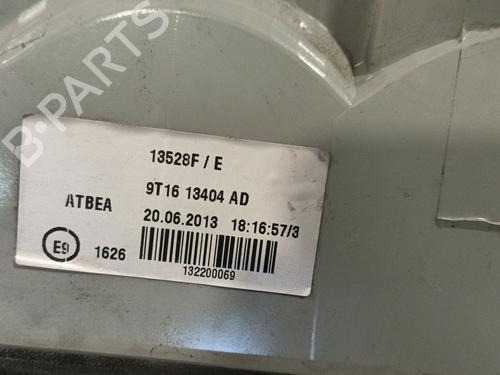 B-PARTS
13528F / E
9T16 13404 AD
ATBEA
20.06.2013 18:16:57/3
E9
1626
132200069